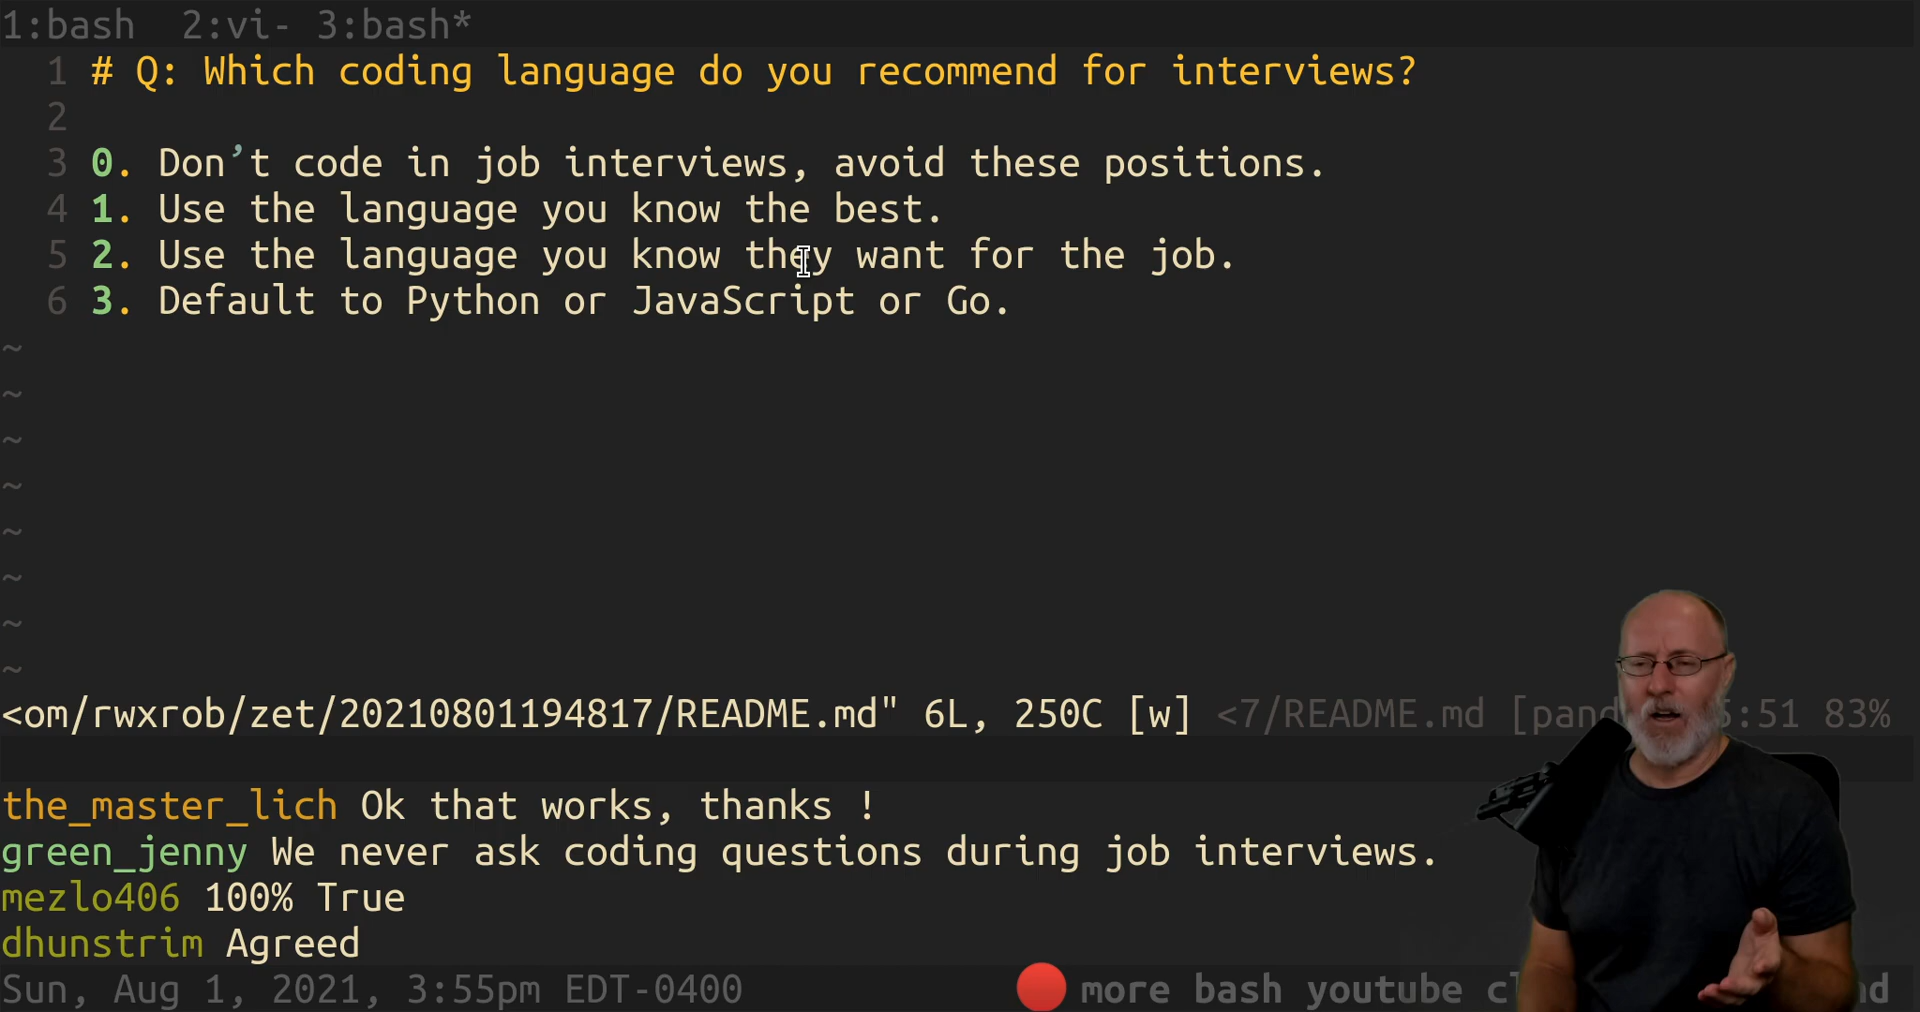 1:bash 2:vi- 3:bash*
1 # Q: Which coding language do you recommend for interviews?
2
3 0. Don’t code in job interviews, avoid these positions.
4 1. Use the language you know the best.
5 2. Use the language you know they want for the job.
6 3. Default to Python or JavaScript or Go.
~
~
~
~
~
~
~
~
<om/rwxrob/zet/20210801194817/README.md" 6L, 250C [w] <7/README.md [pand :51 83%
the_master_lich Ok that works, thanks !
green_jenny We never ask coding questions during job interviews.
mezlo406 100% True
dhunstrim Agreed
Sun, Aug 1, 2021, 3:55pm EDT-0400 more bash youtube